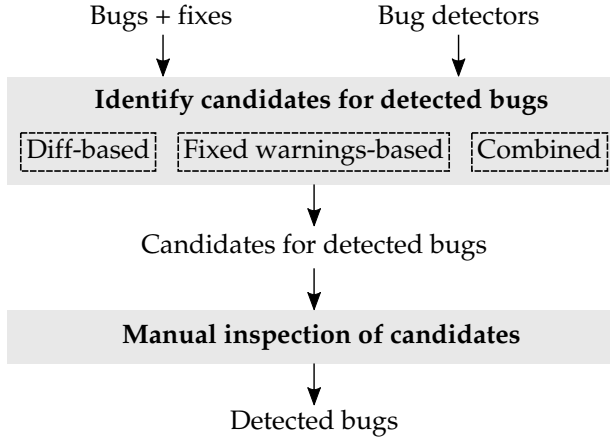 Bugs + fixes Bug detectors
Identify candidates for detected bugs
Diff-based Fixed warnings-based Combined
Candidates for detected bugs
Manual inspection of candidates
Detected bugs